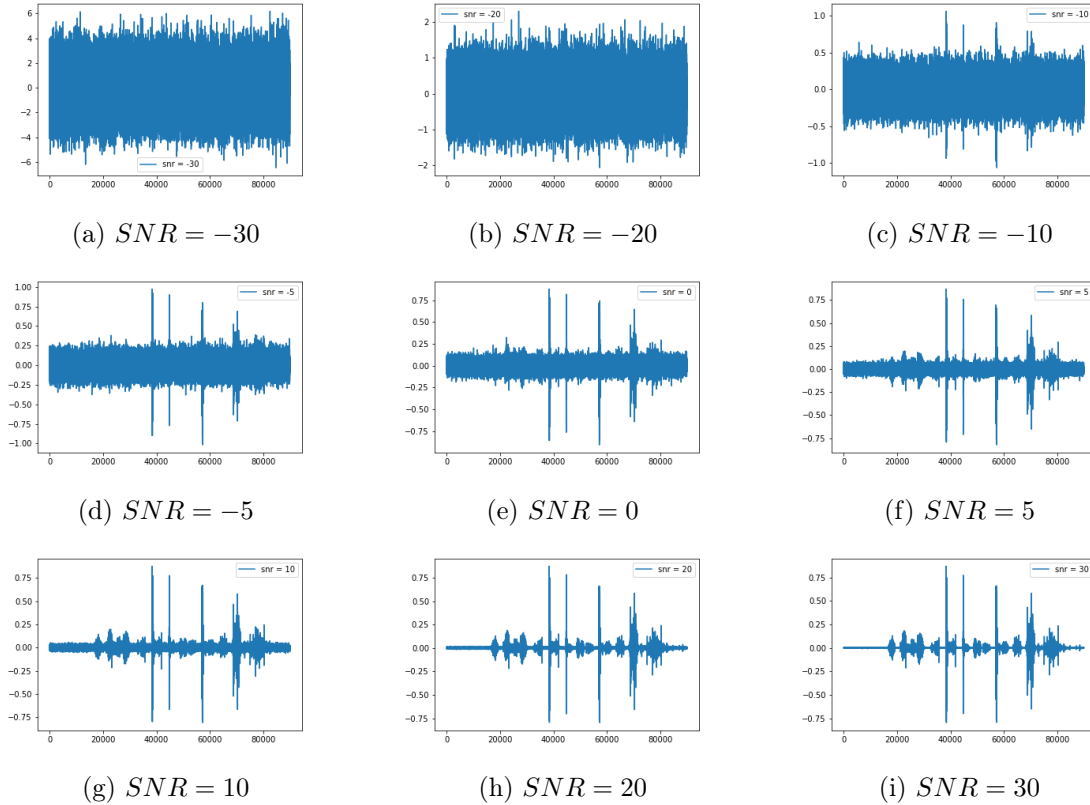 6
4
2
0
−2
−4
−6
snr = -30
0 20000 40000 60000 80000
(a) SNR = −30
2
1
0
−1
−2
snr = -20
0 20000 40000 60000 80000
(b) SNR = −20
1.0
0.5
0.0
−0.5
−1.0
snr = -10
0 20000 40000 60000 80000
(c) SNR = −10
1.00
0.75
0.50
0.25
0.00
−0.25
−0.50
−0.75
−1.00
snr = -5
0 20000 40000 60000 80000
(d) SNR = −5
0.75
0.50
0.25
0.00
−0.25
−0.50
−0.75
snr = 0
0 20000 40000 60000 80000
(e) SNR = 0
0.75
0.50
0.25
0.00
−0.25
−0.50
−0.75
snr = 5
0 20000 40000 60000 80000
(f) SNR = 5
0.75
0.50
0.25
0.00
−0.25
−0.50
−0.75
snr = 10
0 20000 40000 60000 80000
(g) SNR = 10
0.75
0.50
0.25
0.00
−0.25
−0.50
−0.75
snr = 20
0 20000 40000 60000 80000
(h) SNR = 20
0.75
0.50
0.25
0.00
−0.25
−0.50
−0.75
snr = 30
0 20000 40000 60000 80000
(i) SNR = 30